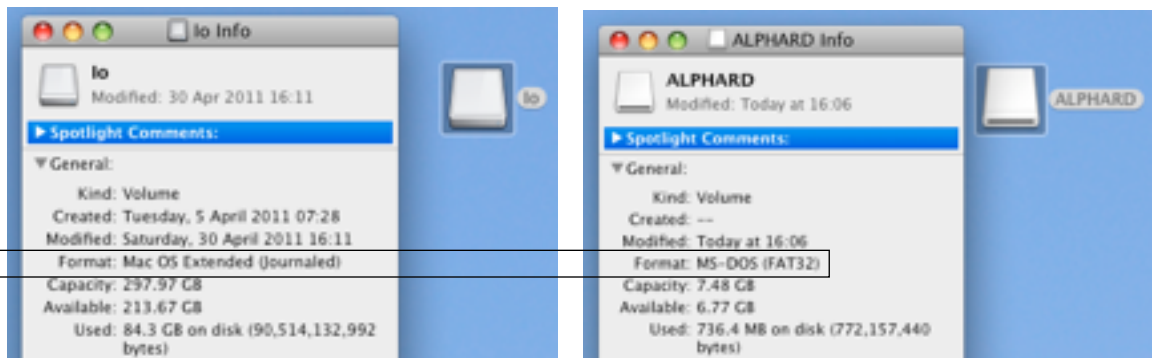 Io Info
Io
Modified: 30 Apr 2011 16:11
Spotlight Comments:
General:
Kind: Volume
Created: Tuesday, 5 April 2011 07:28
Modified: Saturday, 30 April 2011 16:11
Format: Mac OS Extended (Journaled)
Capacity: 297.97 GB
Available: 213.67 GB
Used: 84.3 GB on disk (90,514,132,992
bytes)
Io
ALPHARD Info
ALPHARD
Modified: Today at 16:06
Spotlight Comments:
General:
Kind: Volume
Created: --
Modified: Today at 16:06
Format: MS-DOS (FAT32)
Capacity: 7.48 GB
Available: 6.77 GB
Used: 736.4 MB on disk (772,157,440
bytes)
ALPHARD